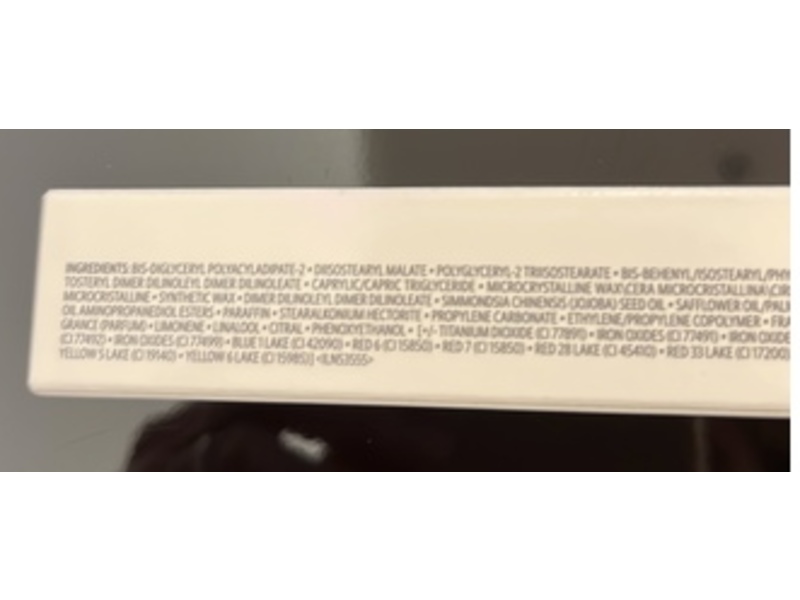 INGREDIENTS: BIS-DIGLYCERYL POLYACYLADIPATE-2 • DIISOSTEARYL MALATE • POLYGLYCERYL-2 TRIISOSTEARATE • BIS-BEHENYL/ISOSTEARYL/PHY
TOSTERYL DIMER DILINOLEYL DIMER DILINOLEATE • CAPRYLIC/CAPRIC TRIGLYCERIDE • MICROCRYSTALLINE WAX\CERA MICROCRISTALLINA\CIR
MICROCRISTALLINE • SYNTHETIC WAX • DIMER DILINOLEYL DIMER DILINOLEATE • SIMMONDSIA CHINENSIS (JOJOBA) SEED OIL • SAFFLOWER OIL/PAL
OIL AMINOPROPANEDIOL ESTERS • PARAFFIN • STEARALKONIUM HECTORITE • PROPYLENE CARBONATE • ETHYLENE/PROPYLENE COPOLYMER • FRA
GRANCE (PARFUM) • LIMONENE • LINALOOL • CITRAL • PHENOXYETHANOL • [+/- TITANIUM DIOXIDE (CI 77891) • IRON OXIDES (CI 77491) • IRON OXIDE
(CI 77492) • IRON OXIDES (CI 77499) • BLUE 1 LAKE (CI 42090) • RED 6 (CI 15850) • RED 7 (CI 15850) • RED 28 LAKE (CI 45410) • RED 33 LAKE (CI 17200)
YELLOW 5 LAKE (CI 19140) • YELLOW 6 LAKE (CI 15985)] <ILN53555>